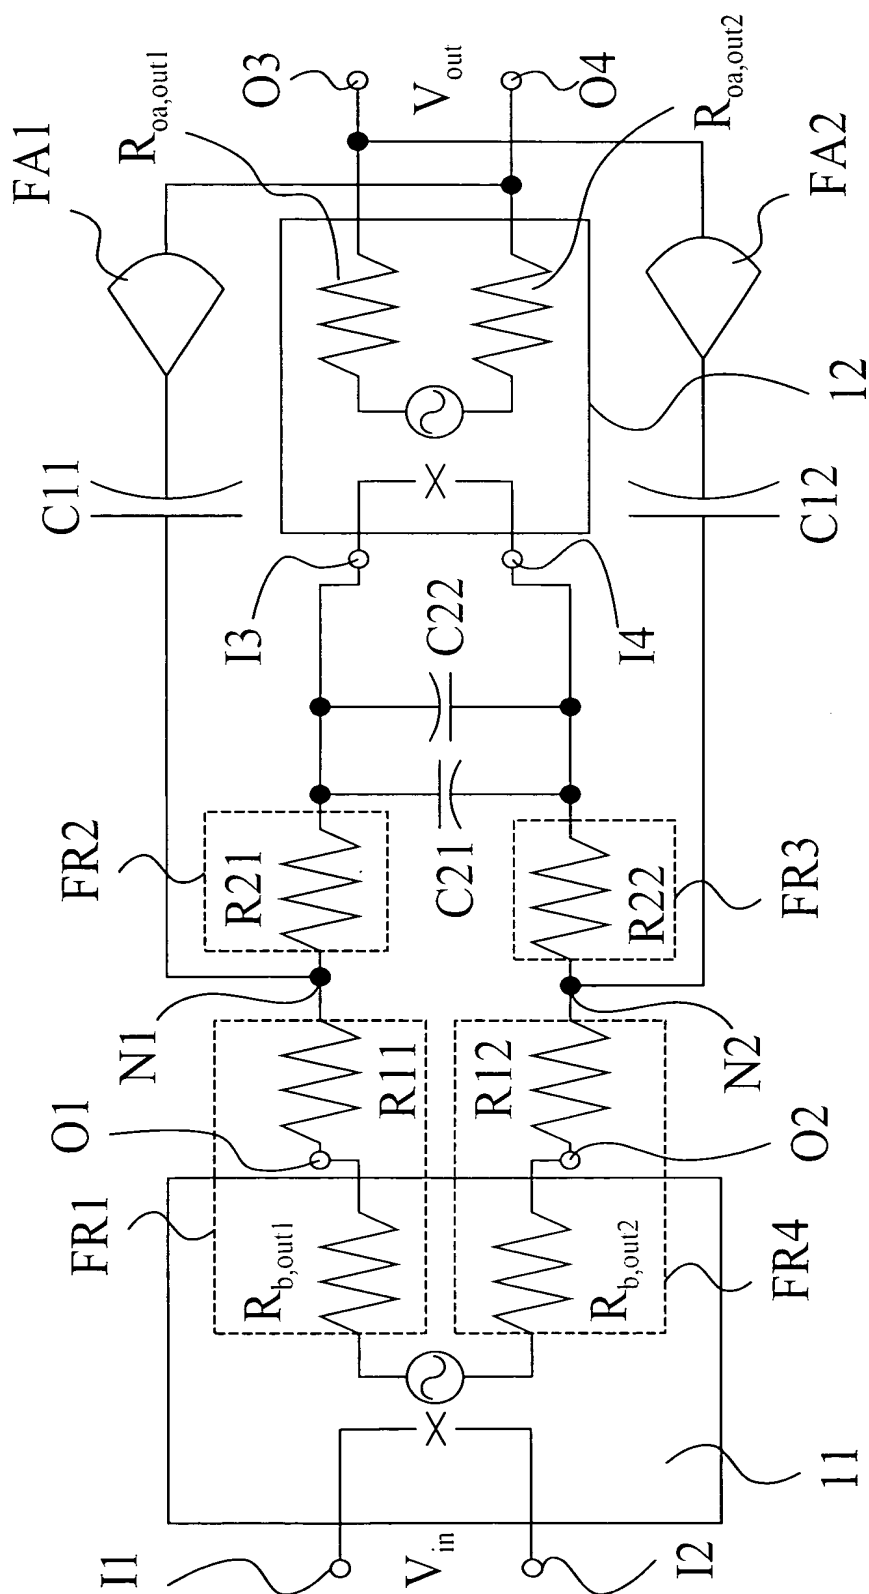 FA1
R_oa,out1
O3
V_out
O4
R_oa,out2
FA2
C11
12
C12
I3
C22
I4
FR2
R21
C21
R22
FR3
N1
N2
O1
R11
R12
O2
FR1
R_b,out1
R_b,out2
FR4
11
I1
V_in
I2